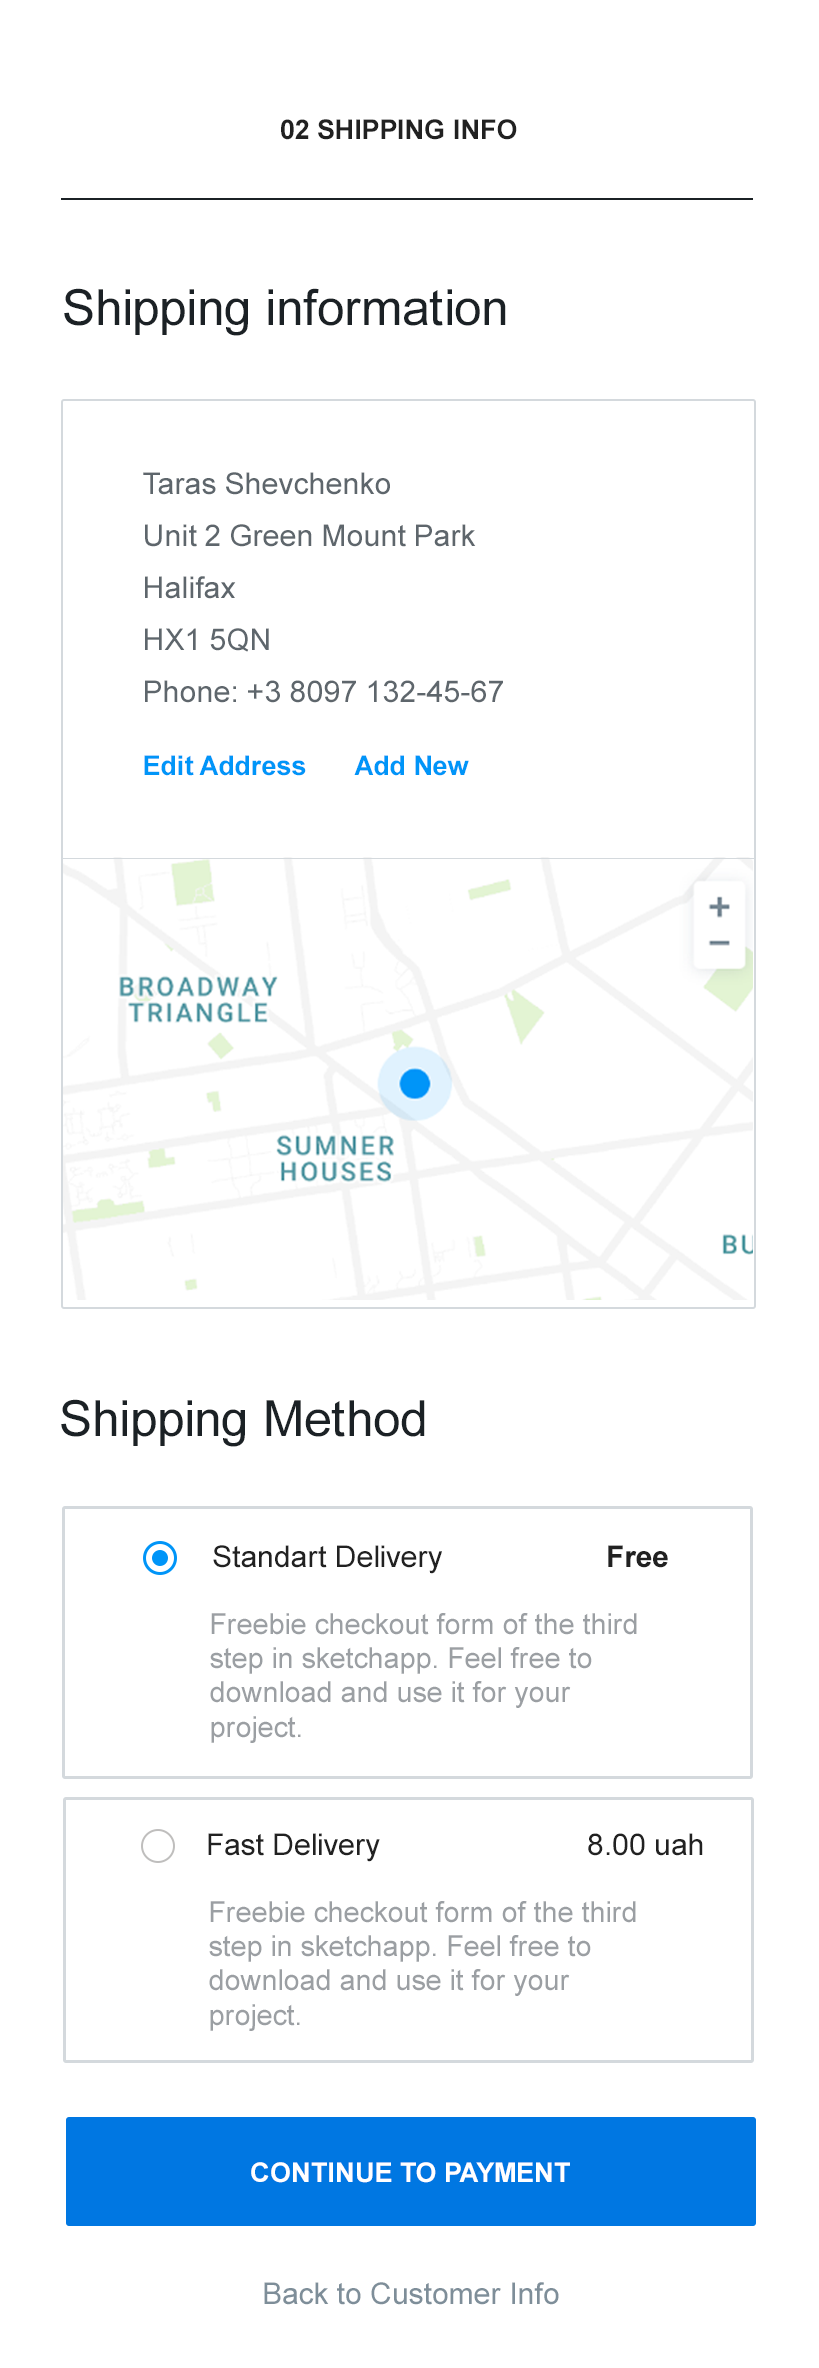 02 SHIPPING INFO
Shipping information
Taras Shevchenko
Unit 2 Green Mount Park
Halifax
HX1 5QN
Phone: +3 8097 132-45-67
Edit Address Add New
+
−
BROADWAY
TRIANGLE
SUMNER
HOUSES
BU
Shipping Method
Standart Delivery Free
Freebie checkout form of the third
step in sketchapp. Feel free to
download and use it for your
project.
Fast Delivery 8.00 uah
Freebie checkout form of the third
step in sketchapp. Feel free to
download and use it for your
project.
CONTINUE TO PAYMENT
Back to Customer Info